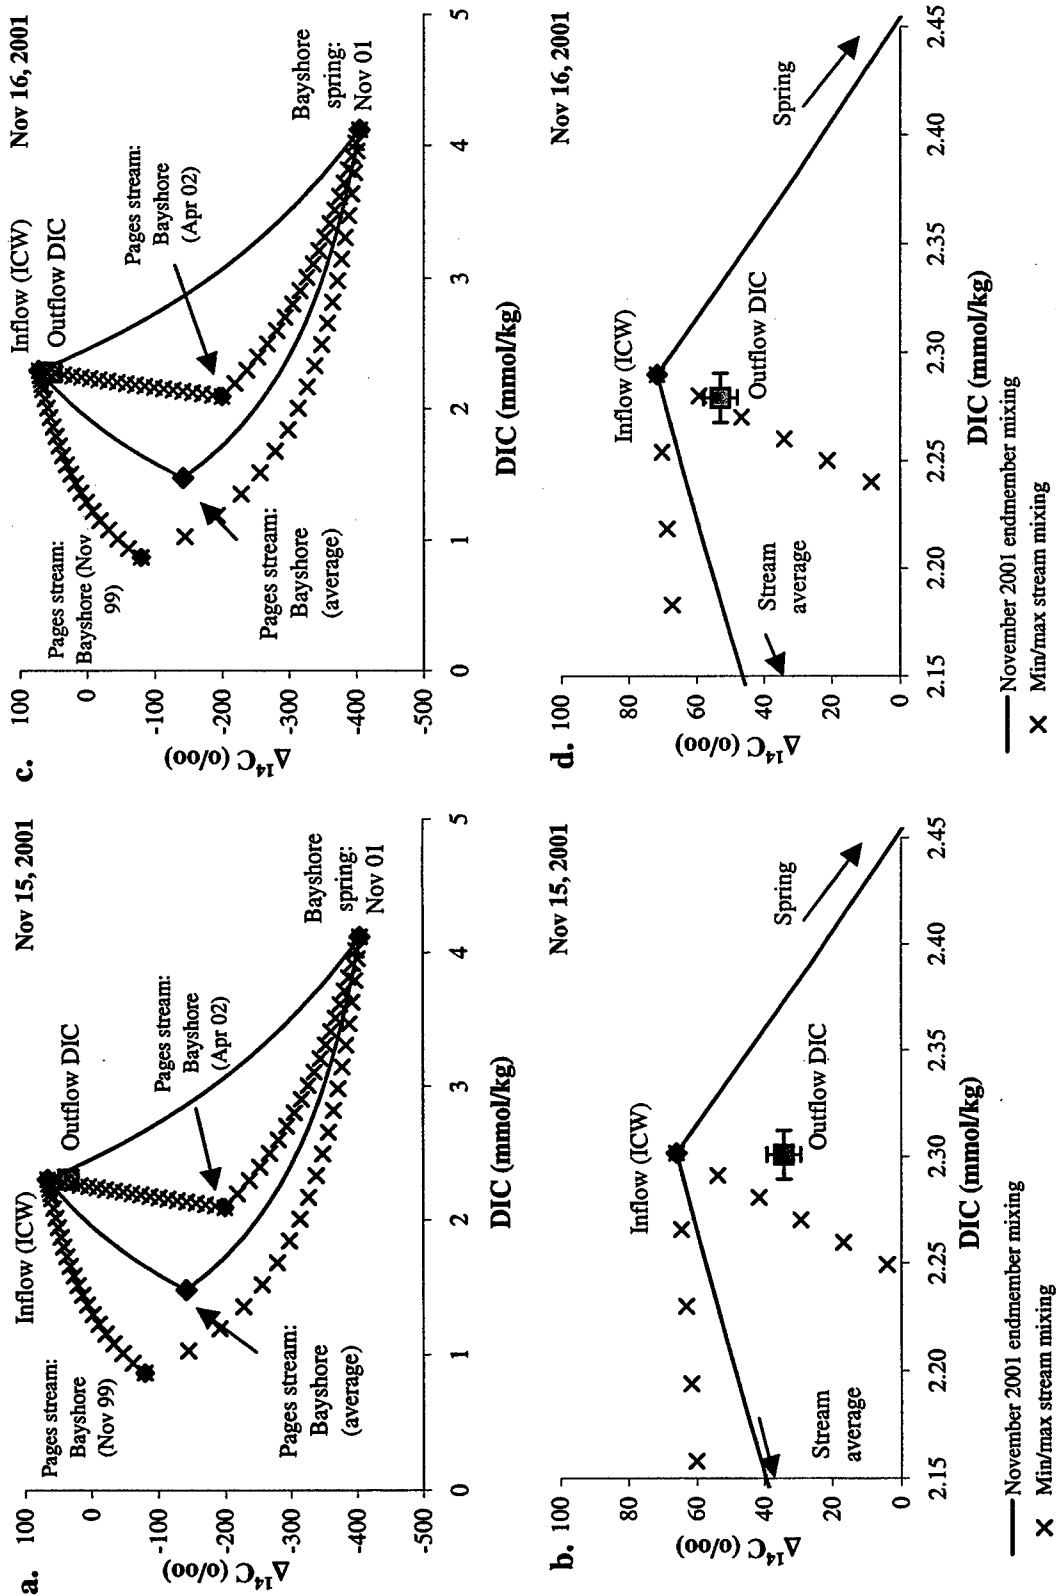 a.
Nov 15, 2001
100
0
-100
-200
-300
-400
-500
Δ¹⁴C (o/oo)
0
1
2
3
4
5
DIC (mmol/kg)
Inflow (ICW)
Outflow DIC
Pages stream:
Bayshore
(Nov 99)
Pages stream:
Bayshore
(Apr 02)
Pages stream:
Bayshore
(average)
Bayshore
spring:
Nov 01
b.
Nov 15, 2001
100
80
60
40
20
0
Δ¹⁴C (o/oo)
2.15
2.20
2.25
2.30
2.35
2.40
2.45
DIC (mmol/kg)
Inflow (ICW)
Spring
Outflow DIC
Stream
average
November 2001 endmember mixing
Min/max stream mixing
c.
Nov 16, 2001
100
0
-100
-200
-300
-400
-500
Δ¹⁴C (o/oo)
0
1
2
3
4
5
DIC (mmol/kg)
Inflow (ICW)
Outflow DIC
Pages stream:
Bayshore (Nov
99)
Pages stream:
Bayshore
(Apr 02)
Pages stream:
Bayshore
(average)
Bayshore
spring:
Nov 01
d.
Nov 16, 2001
100
80
60
40
20
0
Δ¹⁴C (o/oo)
2.15
2.20
2.25
2.30
2.35
2.40
2.45
DIC (mmol/kg)
Inflow (ICW)
Spring
Outflow DIC
Stream
average
November 2001 endmember mixing
Min/max stream mixing